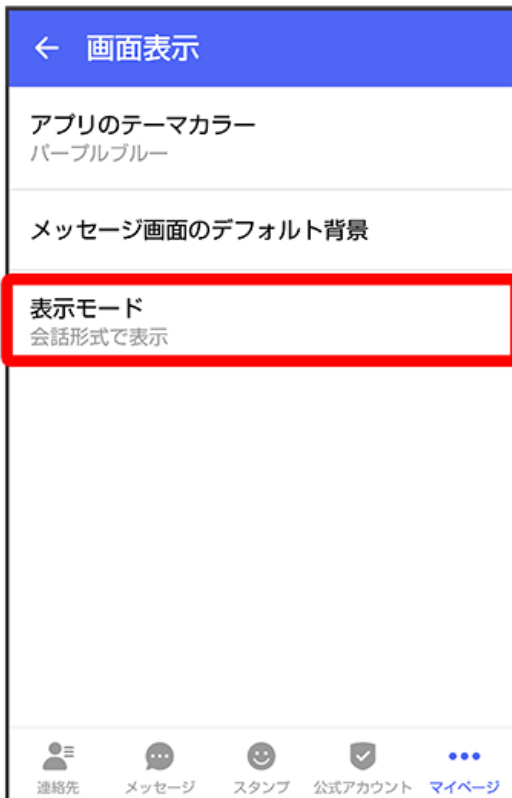 画面表示
アプリのテーマカラー
パープルブルー
メッセージ画面のデフォルト背景
表示モード
会話形式で表示
連絡先 メッセージ スタンプ 公式アカウント マイページ